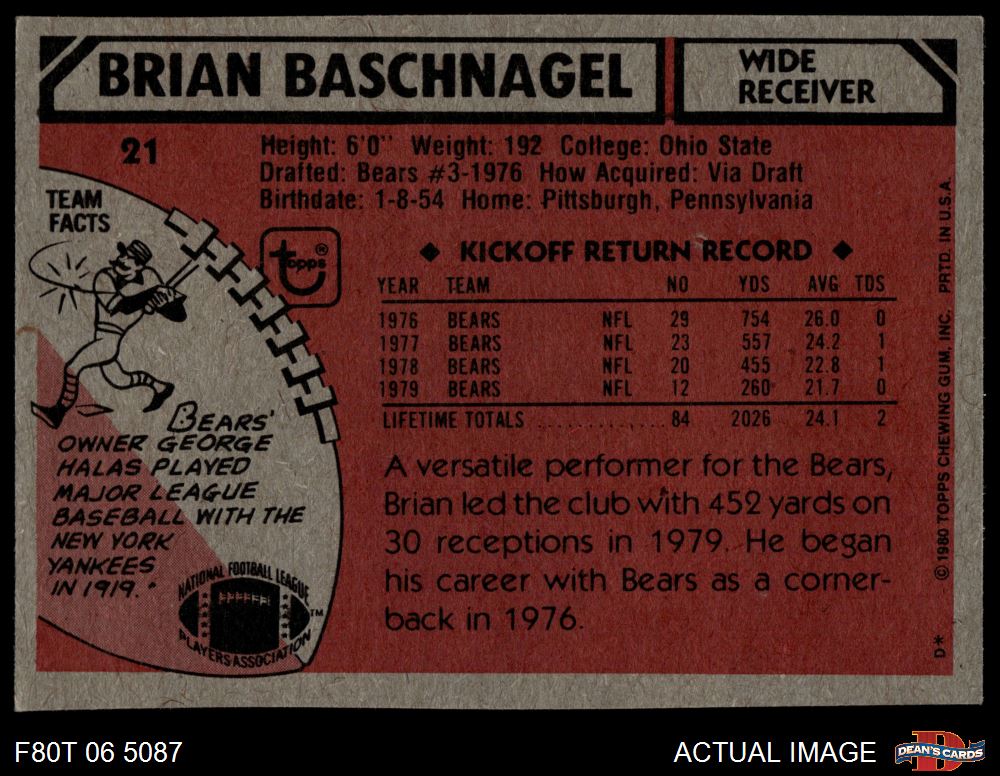 BRIAN BASCHNAGEL
WIDE
RECEIVER
21
Height: 6'0" Weight: 192 College: Ohio State
Drafted: Bears #3-1976 How Acquired: Via Draft
Birthdate: 1-8-54 Home: Pittsburgh, Pennsylvania
TEAM
FACTS
topps®
◆ KICKOFF RETURN RECORD ◆
YEAR TEAM NO YDS AVG TDS
1976 BEARS NFL 29 754 26.0 0
1977 BEARS NFL 23 557 24.2 1
1978 BEARS NFL 20 455 22.8 1
1979 BEARS NFL 12 260 21.7 0
LIFETIME TOTALS ............. 84 2026 24.1 2
BEARS'
OWNER GEORGE
HALAS PLAYED
MAJOR LEAGUE
BASEBALL WITH THE
NEW YORK
YANKEES
IN 1919.
A versatile performer for the Bears,
Brian led the club with 452 yards on
30 receptions in 1979. He began
his career with Bears as a corner-
back in 1976.
NATIONAL FOOTBALL LEAGUE
PLAYERS ASSOCIATION
TM
© 1980 TOPPS CHEWING GUM, INC. PRTD. IN U.S.A.
D*
F80T 06 5087
ACTUAL IMAGE
DEAN'S CARDS